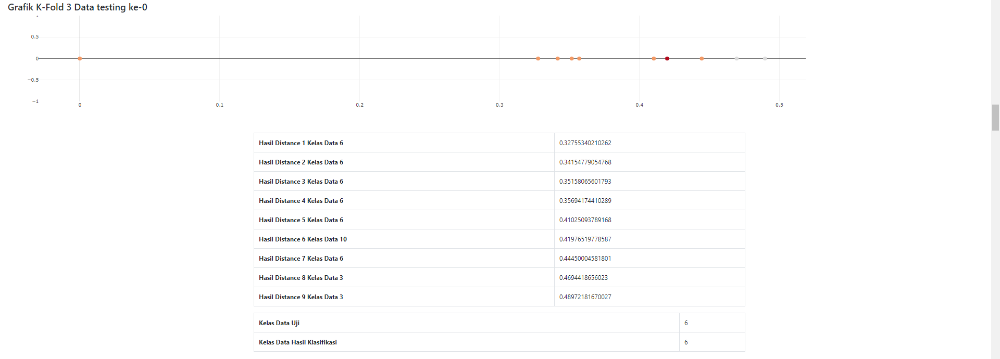 Grafik K-Fold 3 Data testing ke-0
1
0.5
0
−0.5
−1
0 0.1 0.2 0.3 0.4 0.5
Hasil Distance 1 Kelas Data 6 0.32755340210262
Hasil Distance 2 Kelas Data 6 0.34154779054768
Hasil Distance 3 Kelas Data 6 0.35158065601793
Hasil Distance 4 Kelas Data 6 0.35694174410289
Hasil Distance 5 Kelas Data 6 0.41025093789168
Hasil Distance 6 Kelas Data 10 0.41976519778587
Hasil Distance 7 Kelas Data 6 0.44450004581801
Hasil Distance 8 Kelas Data 3 0.4694418656023
Hasil Distance 9 Kelas Data 3 0.48972181670027
Kelas Data Uji 6
Kelas Data Hasil Klasifikasi 6